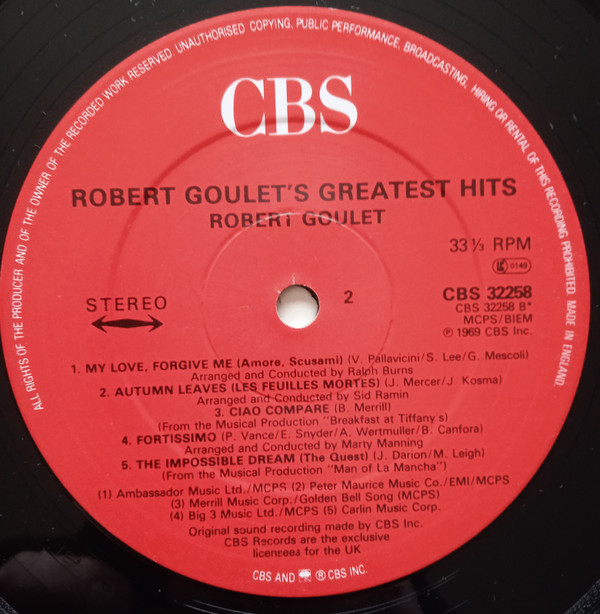 ALL RIGHTS OF THE PRODUCER AND OF THE OWNER OF THE RECORDED WORK RESERVED. UNAUTHORISED COPYING, PUBLIC PERFORMANCE, BROADCASTING, HIRING OR RENTAL OF THIS RECORDING PROHIBITED. MADE IN ENGLAND.
CBS
ROBERT GOULET'S GREATEST HITS
ROBERT GOULET
33 ⅓ RPM
LC 0149
STEREO
2
CBS 32258
CBS 32258 B*
MCPS/BIEM
℗ 1969 CBS Inc.
1. MY LOVE, FORGIVE ME (Amore, Scusami) (V. Pallavicini/S. Lee/G. Mescoli)
Arranged and Conducted by Ralph Burns
2. AUTUMN LEAVES (LES FEUILLES MORTES) (J. Mercer/J. Kosma)
Arranged and Conducted by Sid Ramin
3. CIAO COMPARE (B. Merrill)
(From the Musical Production "Breakfast at Tiffany's)
4. FORTISSIMO (P. Vance/E. Snyder/A. Wertmuller/B. Canfora)
Arranged and Conducted by Marty Manning
5. THE IMPOSSIBLE DREAM (The Quest) (J. Darion/M. Leigh)
(From the Musical Production "Man of La Mancha")
(1) Ambassador Music Ltd./MCPS (2) Peter Maurice Music Co./EMI/MCPS
(3) Merrill Music Corp./Golden Bell Song (MCPS)
(4) Big 3 Music Ltd./MCPS (5) Carlin Music Corp.
Original sound recording made by CBS Inc.
CBS Records are the exclusive
licensees for the UK
CBS AND ® CBS INC.